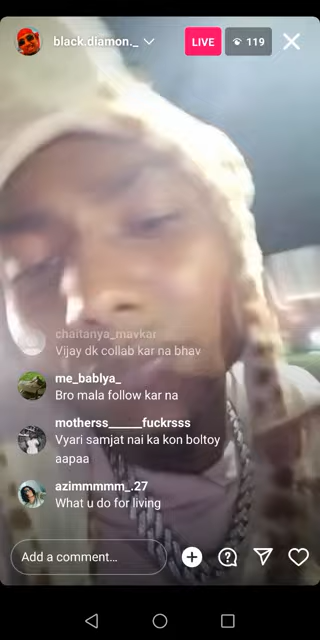 black.diamon._
LIVE
119
chaitanya_mavkar
Vijay dk collab kar na bhav
me_bablya_
Bro mala follow kar na
motherss______fuckrsss
Vyari samjat nai ka kon boltoy
aapaa
azimmmmm_.27
What u do for living
Add a comment...